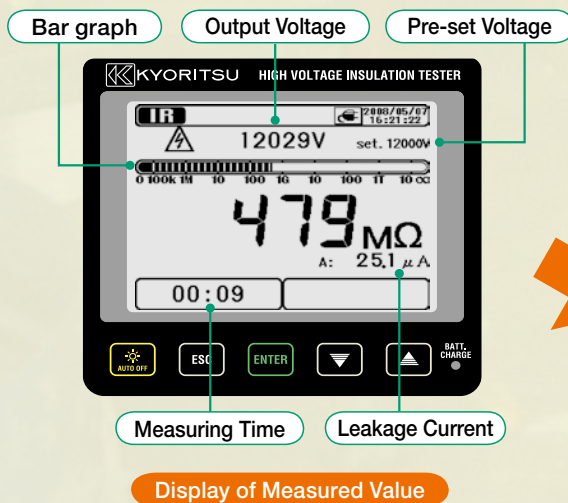 Bar graph Output Voltage Pre-set Voltage
KYORITSU HIGH VOLTAGE INSULATION TESTER
IR 2008/05/07
16:21:22
12029V set. 12000V
0 100k 1M 10 100 1G 10 100 1T 10 ∞
479 MΩ
A: 25.1 μA
00:09
AUTO OFF ESC ENTER BATT. CHARGE
Measuring Time Leakage Current
Display of Measured Value